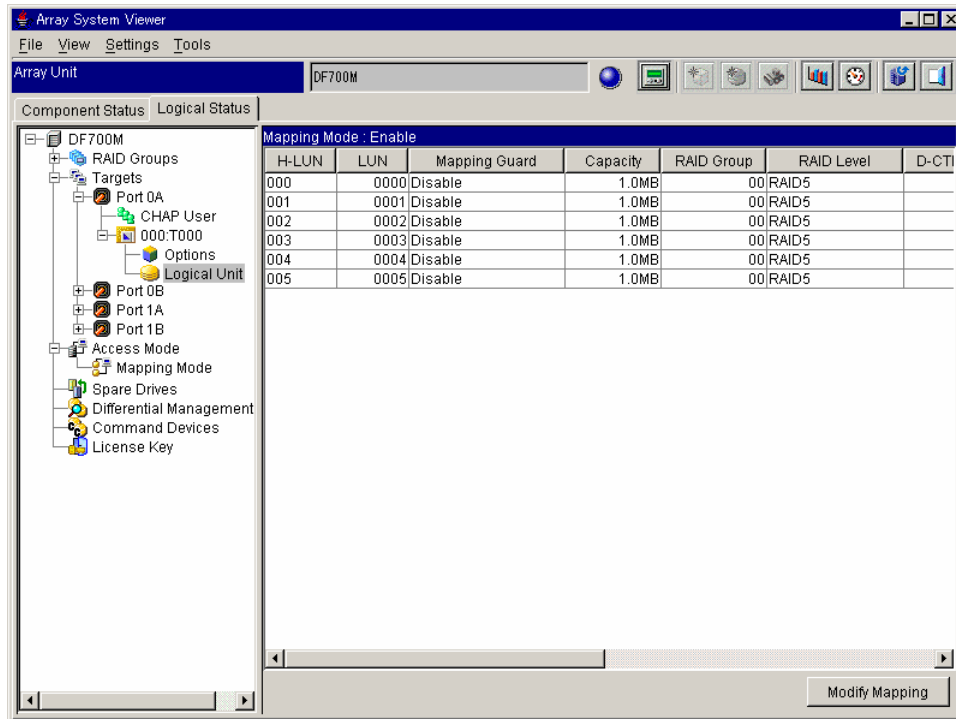 Array System Viewer
File View Settings Tools
Array Unit DF700M
Component Status Logical Status
DF700M
RAID Groups
Targets
Port 0A
CHAP User
000:T000
Options
Logical Unit
Port 0B
Port 1A
Port 1B
Access Mode
Mapping Mode
Spare Drives
Differential Management
Command Devices
License Key
Mapping Mode : Enable
H-LUN LUN Mapping Guard Capacity RAID Group RAID Level D-CTL
000 0000 Disable 1.0MB 00 RAID5
001 0001 Disable 1.0MB 00 RAID5
002 0002 Disable 1.0MB 00 RAID5
003 0003 Disable 1.0MB 00 RAID5
004 0004 Disable 1.0MB 00 RAID5
005 0005 Disable 1.0MB 00 RAID5
Modify Mapping